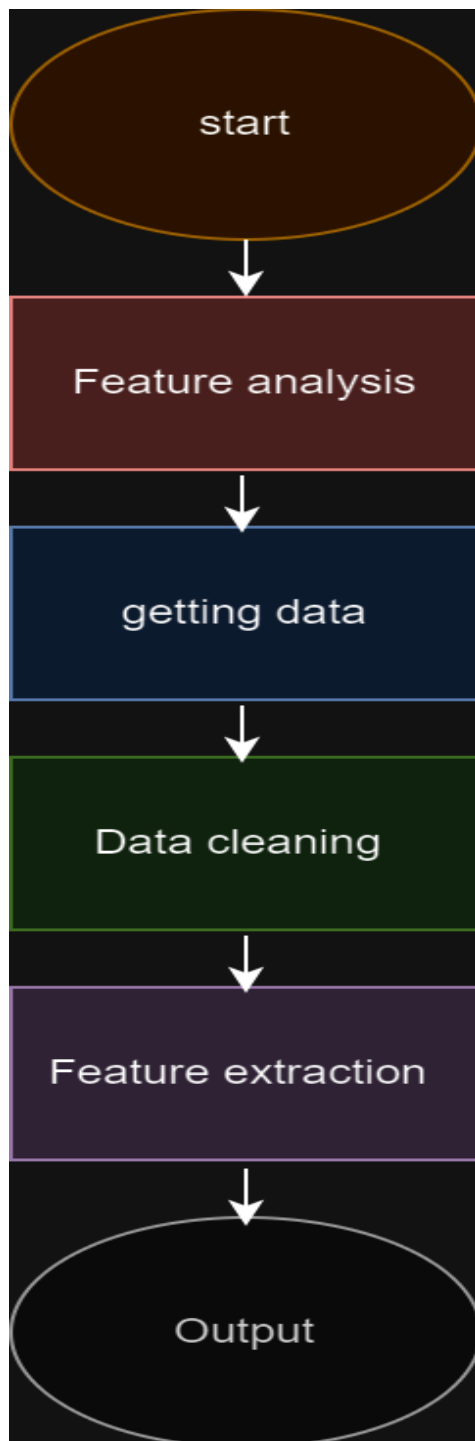 start
Feature analysis
getting data
Data cleaning
Feature extraction
Output